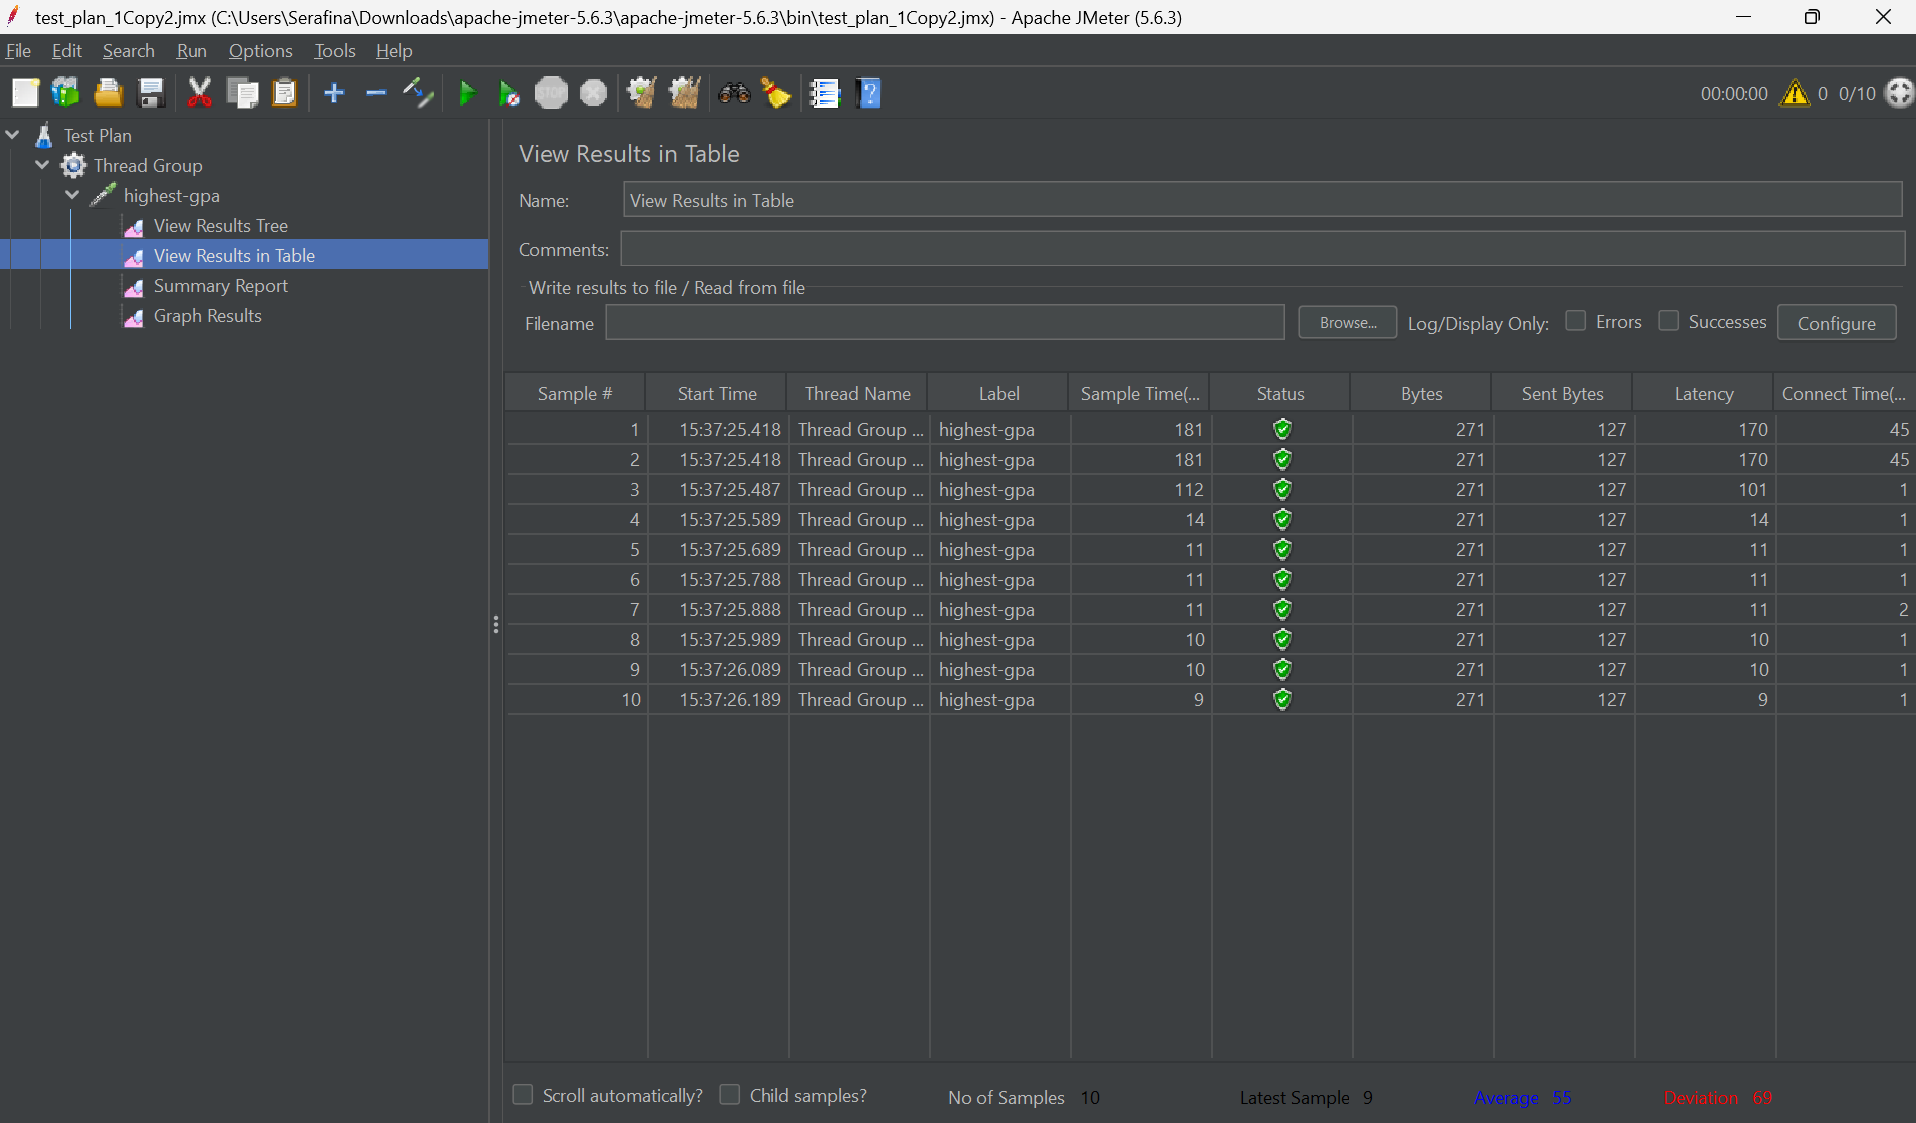 test_plan_1Copy2.jmx (C:\Users\Serafina\Downloads\apache-jmeter-5.6.3\apache-jmeter-5.6.3\bin\test_plan_1Copy2.jmx) - Apache JMeter (5.6.3)
File Edit Search Run Options Tools Help
STOP ? 00:00:00 0 0/10
Test Plan
Thread Group
highest-gpa
View Results Tree
View Results in Table
Summary Report
Graph Results
View Results in Table
Name: View Results in Table
Comments:
Write results to file / Read from file
Filename Browse... Log/Display Only: Errors Successes Configure
Sample # Start Time Thread Name Label Sample Time(... Status Bytes Sent Bytes Latency Connect Time(...
1 15:37:25.418 Thread Group ... highest-gpa 181 271 127 170 45
2 15:37:25.418 Thread Group ... highest-gpa 181 271 127 170 45
3 15:37:25.487 Thread Group ... highest-gpa 112 271 127 101 1
4 15:37:25.589 Thread Group ... highest-gpa 14 271 127 14 1
5 15:37:25.689 Thread Group ... highest-gpa 11 271 127 11 1
6 15:37:25.788 Thread Group ... highest-gpa 11 271 127 11 1
7 15:37:25.888 Thread Group ... highest-gpa 11 271 127 11 2
8 15:37:25.989 Thread Group ... highest-gpa 10 271 127 10 1
9 15:37:26.089 Thread Group ... highest-gpa 10 271 127 10 1
10 15:37:26.189 Thread Group ... highest-gpa 9 271 127 9 1
Scroll automatically? Child samples? No of Samples 10 Latest Sample 9 Average 55 Deviation 69